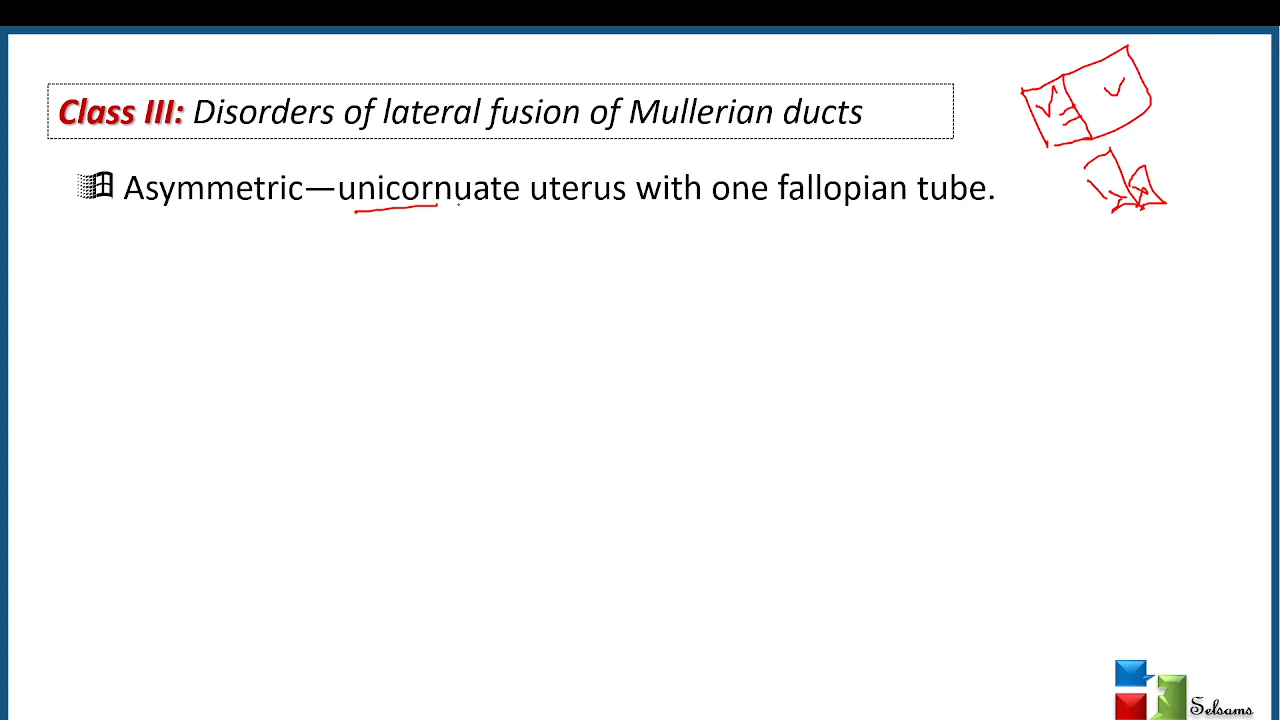 Class III: Disorders of lateral fusion of Mullerian ducts
Asymmetric—unicornuate uterus with one fallopian tube.
Selsams